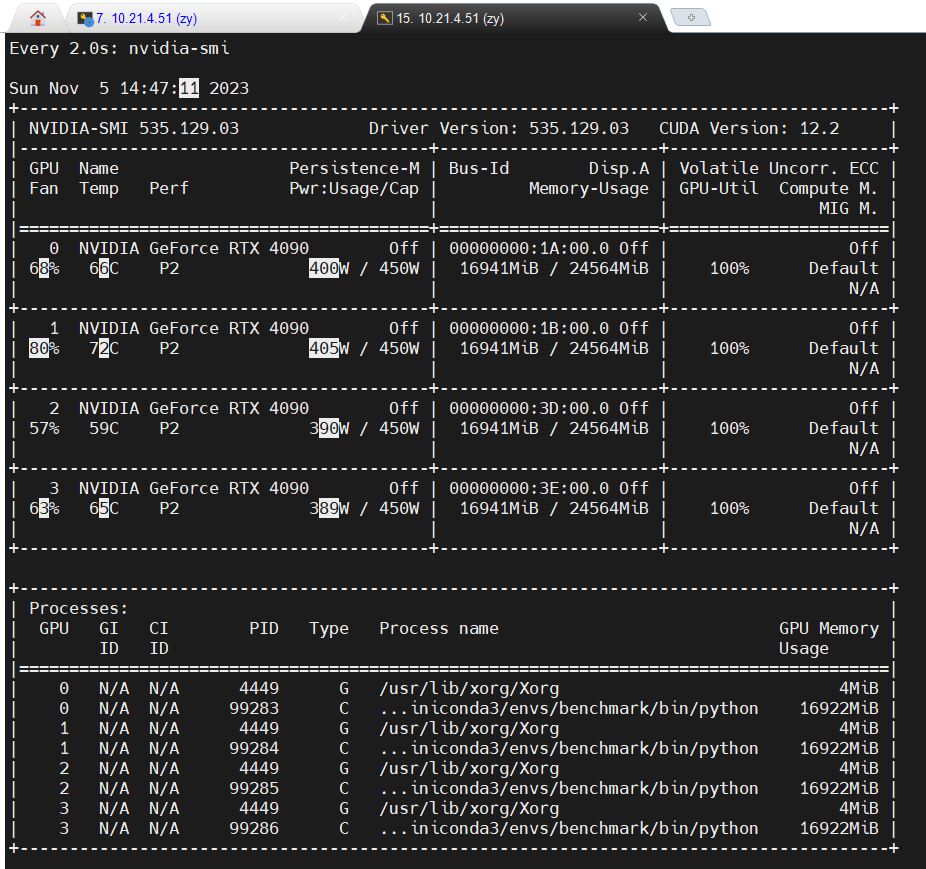 7. 10.21.4.51 (zy)
15. 10.21.4.51 (zy)
Every 2.0s: nvidia-smi
Sun Nov  5 14:47:11 2023
+---------------------------------------------------------------------------------------+
| NVIDIA-SMI 535.129.03             Driver Version: 535.129.03   CUDA Version: 12.2     |
|-----------------------------------------+----------------------+----------------------+
| GPU  Name                 Persistence-M | Bus-Id        Disp.A | Volatile Uncorr. ECC |
| Fan  Temp   Perf          Pwr:Usage/Cap |         Memory-Usage | GPU-Util  Compute M. |
|                                         |                      |               MIG M. |
|=========================================+======================+======================|
|   0  NVIDIA GeForce RTX 4090        Off | 00000000:1A:00.0 Off |                  Off |
| 68%   66C    P2             400W / 450W |  16941MiB / 24564MiB |    100%      Default |
|                                         |                      |                  N/A |
+-----------------------------------------+----------------------+----------------------+
|   1  NVIDIA GeForce RTX 4090        Off | 00000000:1B:00.0 Off |                  Off |
| 80%   72C    P2             405W / 450W |  16941MiB / 24564MiB |    100%      Default |
|                                         |                      |                  N/A |
+-----------------------------------------+----------------------+----------------------+
|   2  NVIDIA GeForce RTX 4090        Off | 00000000:3D:00.0 Off |                  Off |
| 57%   59C    P2             390W / 450W |  16941MiB / 24564MiB |    100%      Default |
|                                         |                      |                  N/A |
+-----------------------------------------+----------------------+----------------------+
|   3  NVIDIA GeForce RTX 4090        Off | 00000000:3E:00.0 Off |                  Off |
| 63%   65C    P2             389W / 450W |  16941MiB / 24564MiB |    100%      Default |
|                                         |                      |                  N/A |
+-----------------------------------------+----------------------+----------------------+
+---------------------------------------------------------------------------------------+
| Processes:                                                                            |
|  GPU   GI   CI        PID   Type   Process name                            GPU Memory |
|        ID   ID                                                             Usage      |
|=======================================================================================|
|    0   N/A  N/A      4449      G   /usr/lib/xorg/Xorg                            4MiB |
|    0   N/A  N/A     99283      C   ...iniconda3/envs/benchmark/bin/python    16922MiB |
|    1   N/A  N/A      4449      G   /usr/lib/xorg/Xorg                            4MiB |
|    1   N/A  N/A     99284      C   ...iniconda3/envs/benchmark/bin/python    16922MiB |
|    2   N/A  N/A      4449      G   /usr/lib/xorg/Xorg                            4MiB |
|    2   N/A  N/A     99285      C   ...iniconda3/envs/benchmark/bin/python    16922MiB |
|    3   N/A  N/A      4449      G   /usr/lib/xorg/Xorg                            4MiB |
|    3   N/A  N/A     99286      C   ...iniconda3/envs/benchmark/bin/python    16922MiB |
+---------------------------------------------------------------------------------------+